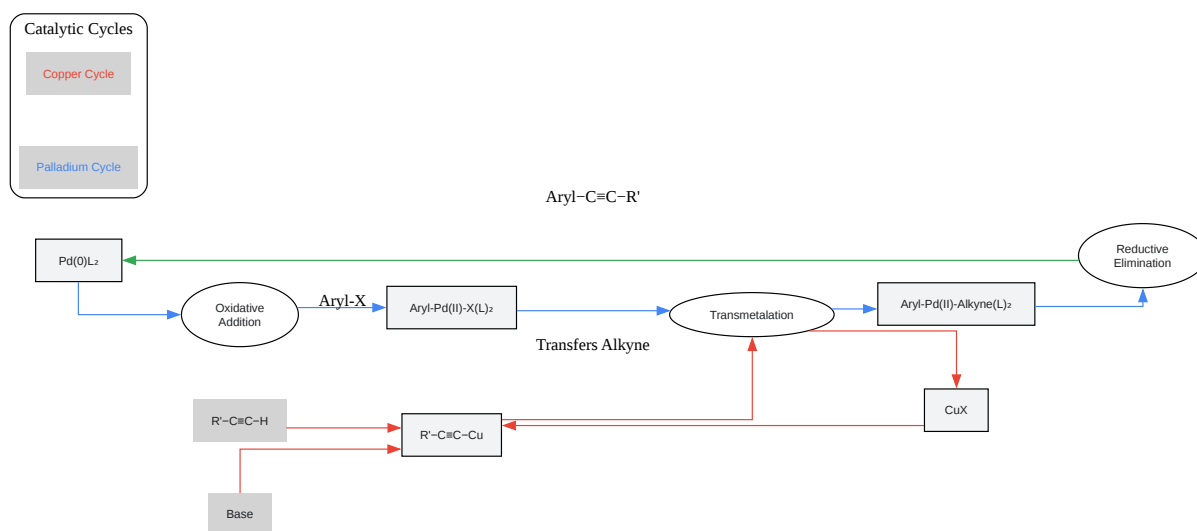 Catalytic Cycles
Copper Cycle
Palladium Cycle
Aryl−C≡C−R'
Pd(0)L₂
Reductive
Elimination
Oxidative
Addition
Aryl-X
Aryl-Pd(II)-X(L)₂
Transmetalation
Aryl-Pd(II)-Alkyne(L)₂
Transfers Alkyne
R'−C≡C−H
R'−C≡C−Cu
CuX
Base